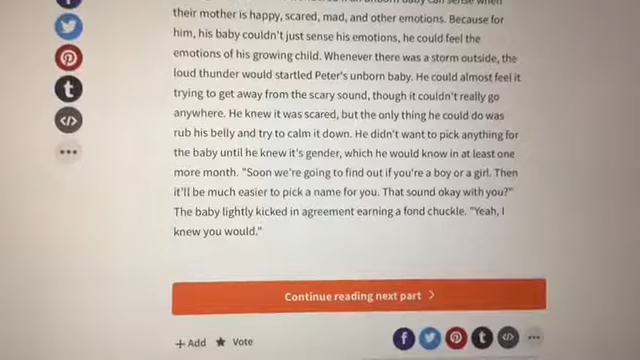 their mother is happy, scared, mad, and other emotions. Because for
him, his baby couldn't just sense his emotions, he could feel the
emotions of his growing child. Whenever there was a storm outside, the
loud thunder would startled Peter's unborn baby. He could almost feel it
trying to get away from the scary sound, though it couldn't really go
anywhere. He knew it was scared, but the only thing he could do was
rub his belly and try to calm it down. He didn't want to pick anything for
the baby until he knew it's gender, which he would know in at least one
more month. "Soon we're going to find out if you're a boy or a girl. Then
it'll be much easier to pick a name for you. That sound okay with you?"
The baby lightly kicked in agreement earning a fond chuckle. "Yeah, I
knew you would."
Continue reading next part
+ Add ★ Vote